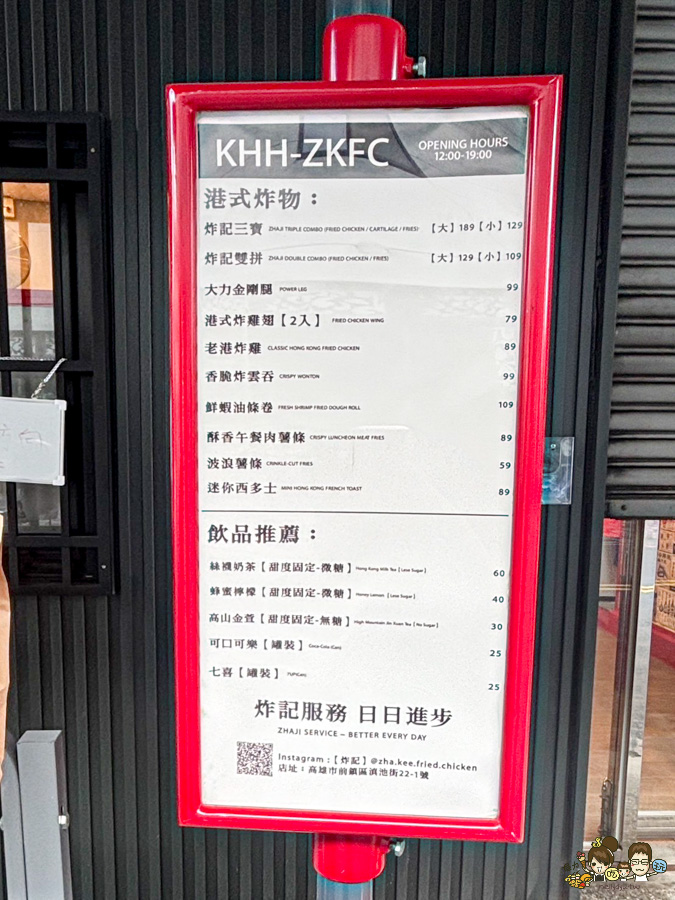 KHH-ZKFC
OPENING HOURS
12:00-19:00
港式炸物：
炸記三寶 ZHAJI TRIPLE COMBO (FRIED CHICKEN / CARTILAGE / FRIES) 【大】189【小】129
炸記雙拼 ZHAJI DOUBLE COMBO (FRIED CHICKEN / FRIES) 【大】129【小】109
大力金剛腿 POWER LEG 99
港式炸雞翅【2入】 FRIED CHICKEN WING 79
老港炸雞 CLASSIC HONG KONG FRIED CHICKEN 89
香脆炸雲吞 CRISPY WONTON 99
鮮蝦油條卷 FRESH SHRIMP FRIED DOUGH ROLL 109
酥香午餐肉薯條 CRISPY LUNCHEON MEAT FRIES 89
波浪薯條 CRINKLE-CUT FRIES 59
迷你西多士 MINI HONG KONG FRENCH TOAST 89
飲品推薦：
絲襪奶茶【甜度固定-微糖】Hong Kong Milk Tea [ Less Sugar ] 60
蜂蜜檸檬【甜度固定-微糖】Honey Lemon [ Less Sugar ] 40
高山金萱【甜度固定-無糖】High Mountain Jin Xuan Tea [ No Sugar ] 30
可口可樂【罐裝】Coca Cola (Can) 25
七喜【罐裝】7UP(Can) 25
炸記服務 日日進步
ZHAJI SERVICE – BETTER EVERY DAY
Instagram :【炸記】@zha.kee.fried.chicken
店址：高雄市前鎮區滇池街22-1號